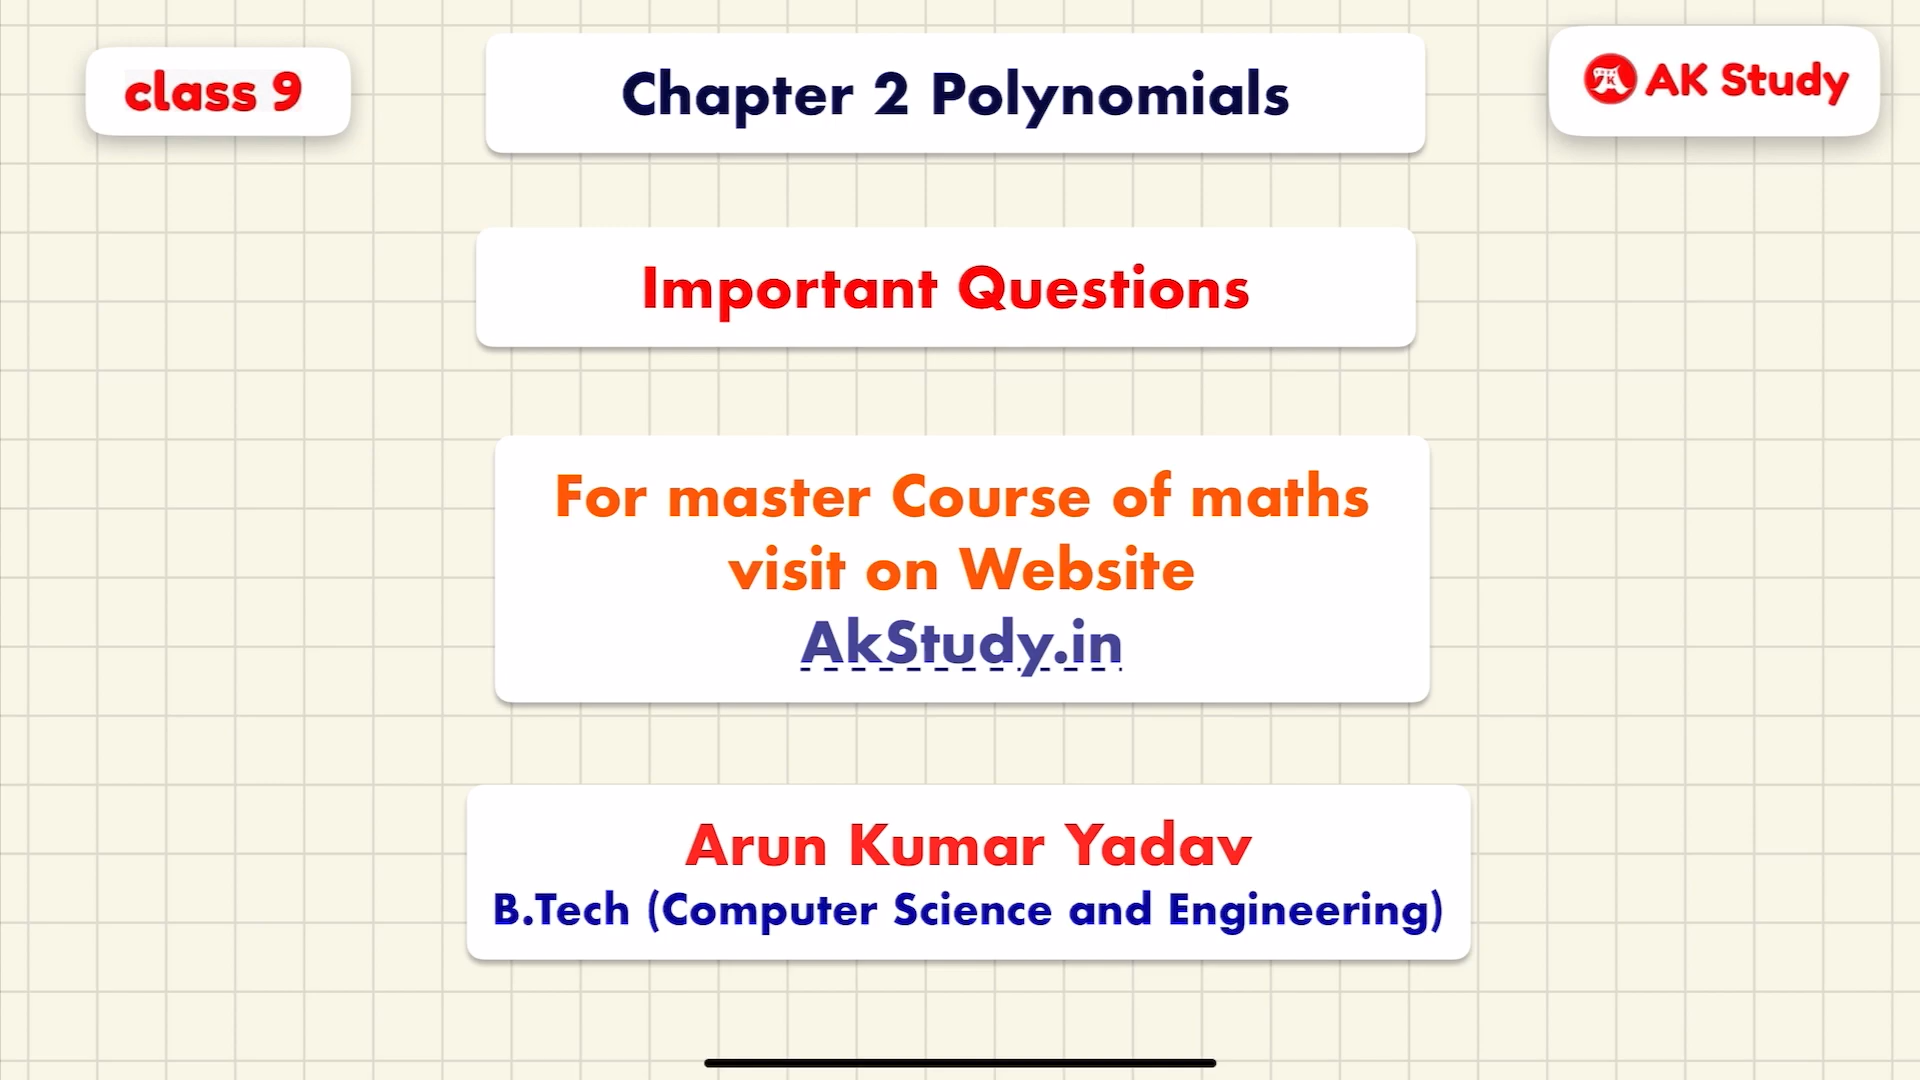 class 9
Chapter 2 Polynomials
AK Study
Important Questions
For master Course of maths
visit on Website
AkStudy.in
Arun Kumar Yadav
B.Tech (Computer Science and Engineering)